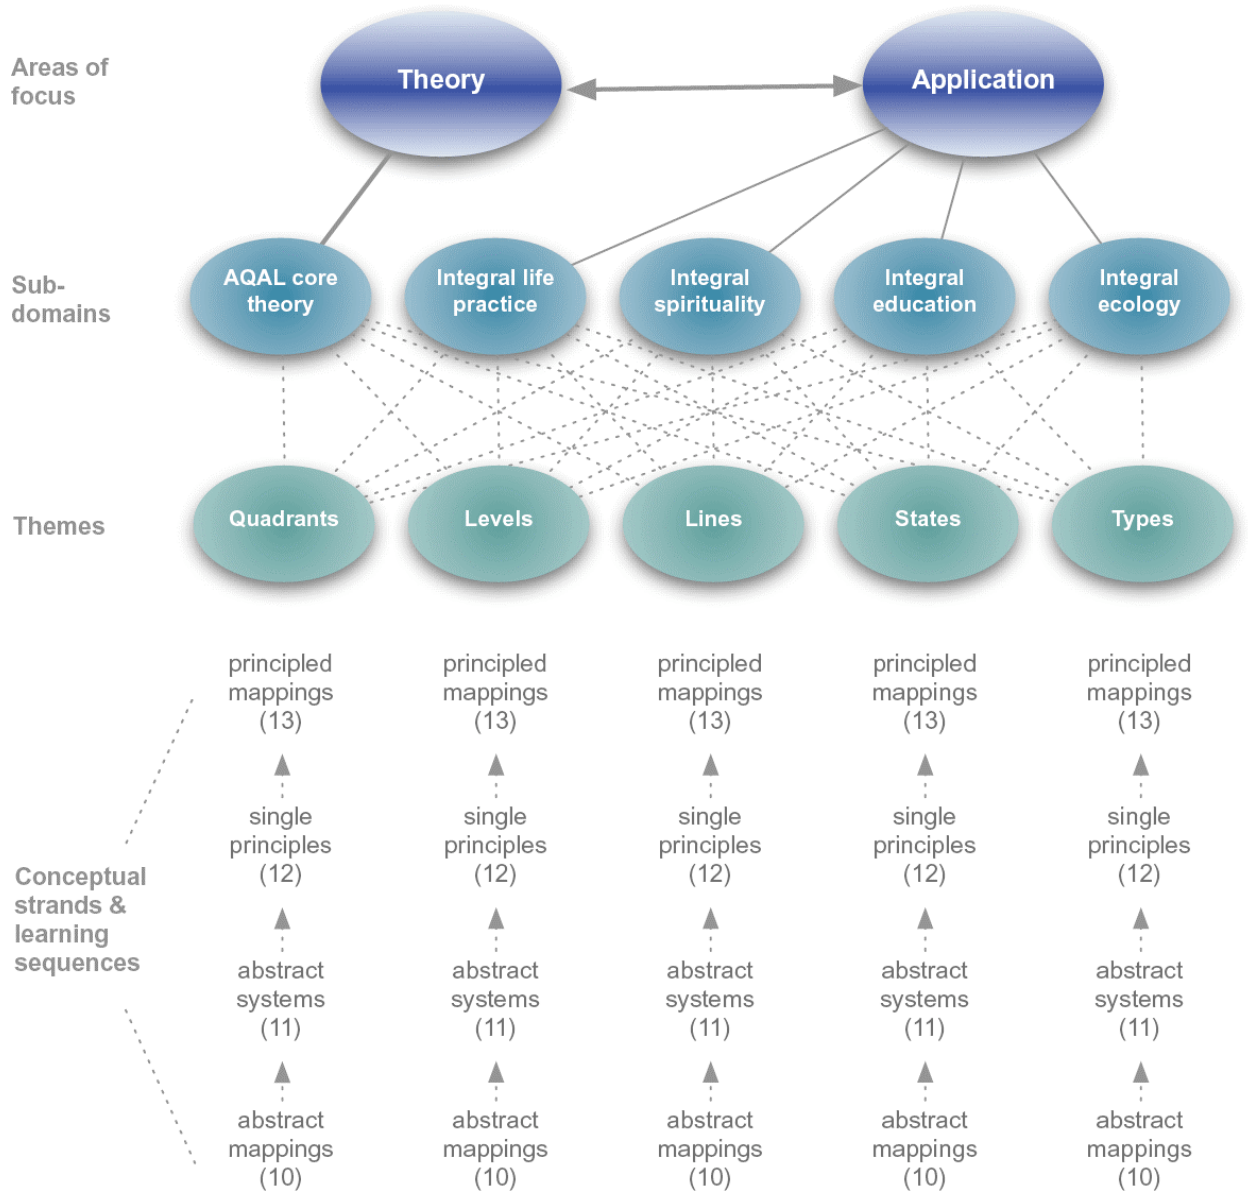 Areas of
focus
Theory
Application
Sub-
domains
AQAL core
theory
Integral life
practice
Integral
spirituality
Integral
education
Integral
ecology
Themes
Quadrants
Levels
Lines
States
Types
Conceptual
strands &
learning
sequences
principled
mappings
(13)
principled
mappings
(13)
principled
mappings
(13)
principled
mappings
(13)
principled
mappings
(13)
single
principles
(12)
single
principles
(12)
single
principles
(12)
single
principles
(12)
single
principles
(12)
abstract
systems
(11)
abstract
systems
(11)
abstract
systems
(11)
abstract
systems
(11)
abstract
systems
(11)
abstract
mappings
(10)
abstract
mappings
(10)
abstract
mappings
(10)
abstract
mappings
(10)
abstract
mappings
(10)